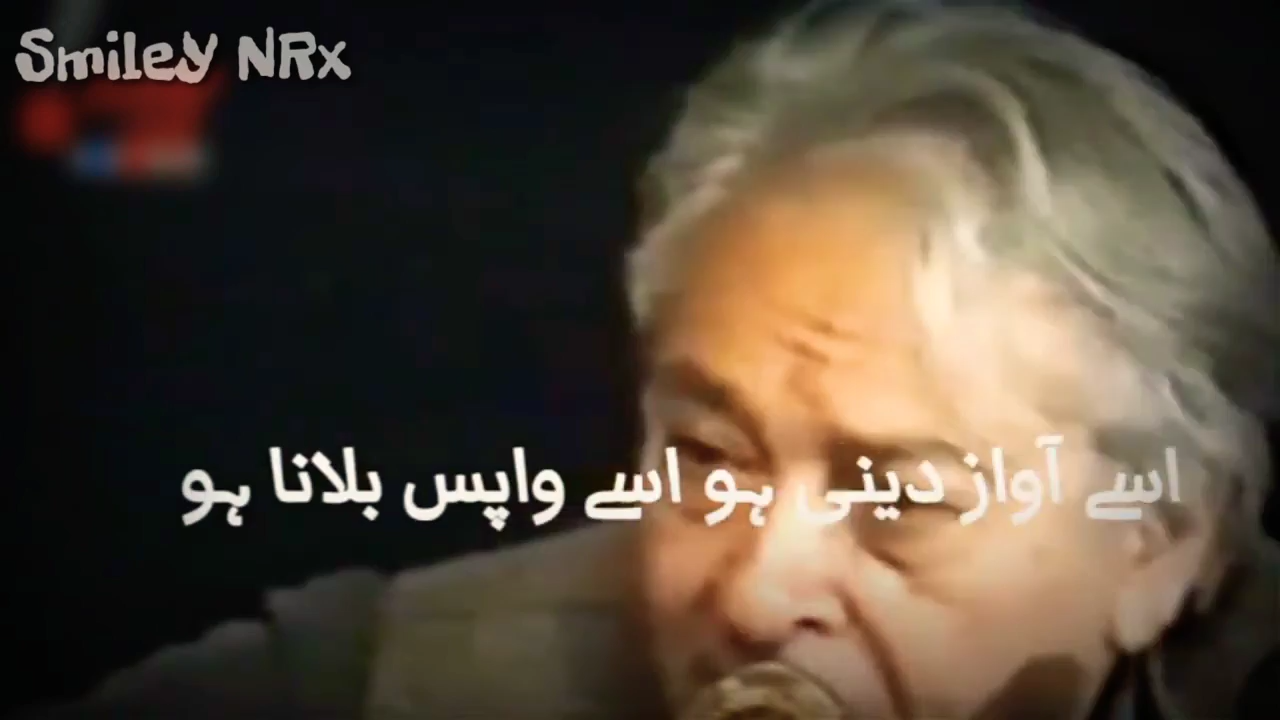 Smiley NRx
اسے آواز دینی ہو اسے واپس بلانا ہو